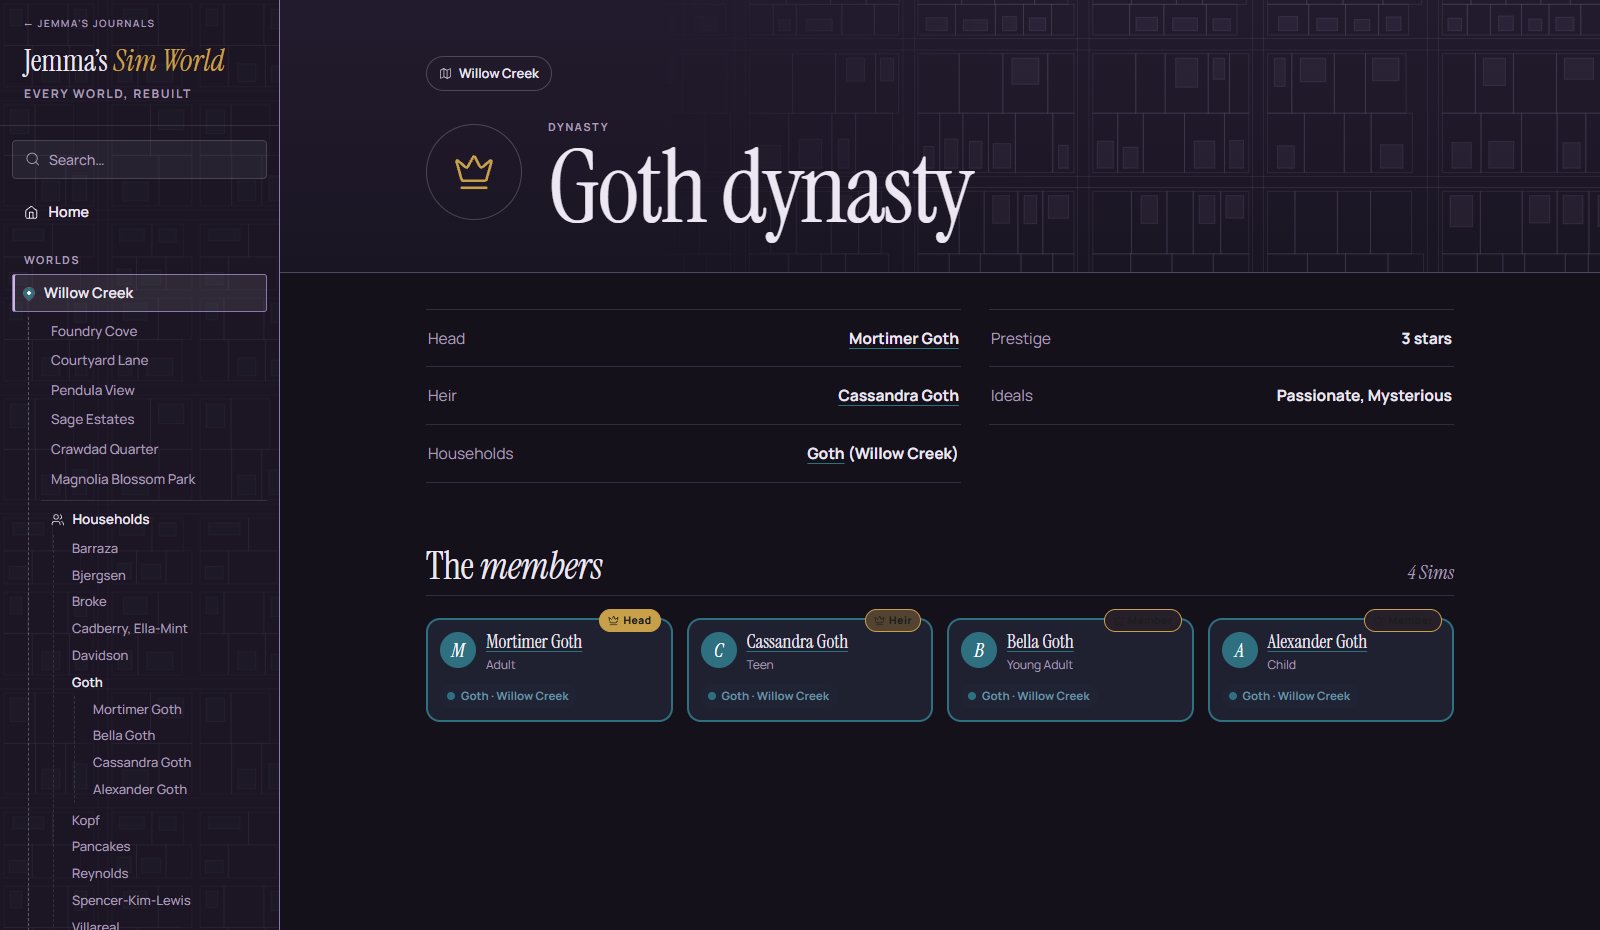 ← JEMMA'S JOURNALS
Jemma's Sim World
EVERY WORLD, REBUILT
Search...
Home
WORLDS
Willow Creek
Foundry Cove
Courtyard Lane
Pendula View
Sage Estates
Crawdad Quarter
Magnolia Blossom Park
Households
Barraza
Bjergsen
Broke
Cadberry, Ella-Mint
Davidson
Goth
Mortimer Goth
Bella Goth
Cassandra Goth
Alexander Goth
Kopf
Pancakes
Reynolds
Spencer-Kim-Lewis
Villareal
Willow Creek
DYNASTY
Goth dynasty
Head Mortimer Goth
Prestige 3 stars
Heir Cassandra Goth
Ideals Passionate, Mysterious
Households Goth (Willow Creek)
The members
4 Sims
Head
M Mortimer Goth
Adult
Goth · Willow Creek
Heir
C Cassandra Goth
Teen
Goth · Willow Creek
Member
B Bella Goth
Young Adult
Goth · Willow Creek
Member
A Alexander Goth
Child
Goth · Willow Creek